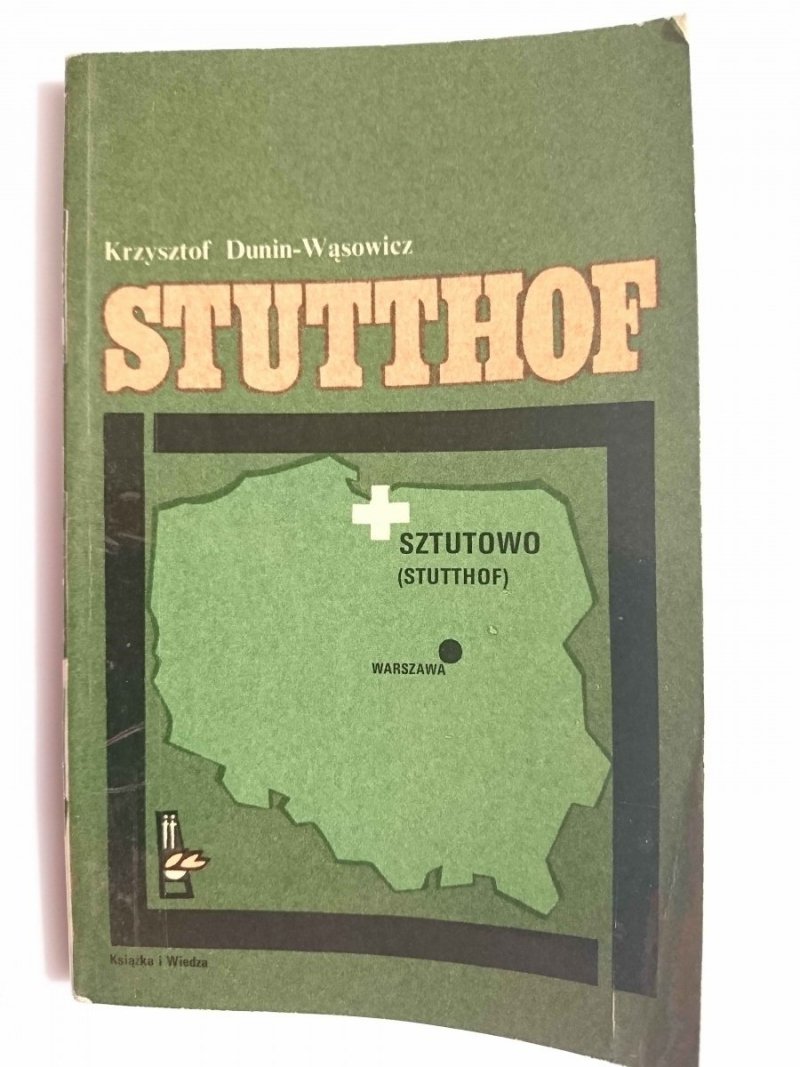 Krzysztof Dunin-Wąsowicz
STUTTHOF
SZTUTOWO
(STUTTHOF)
WARSZAWA
Książka i Wiedza